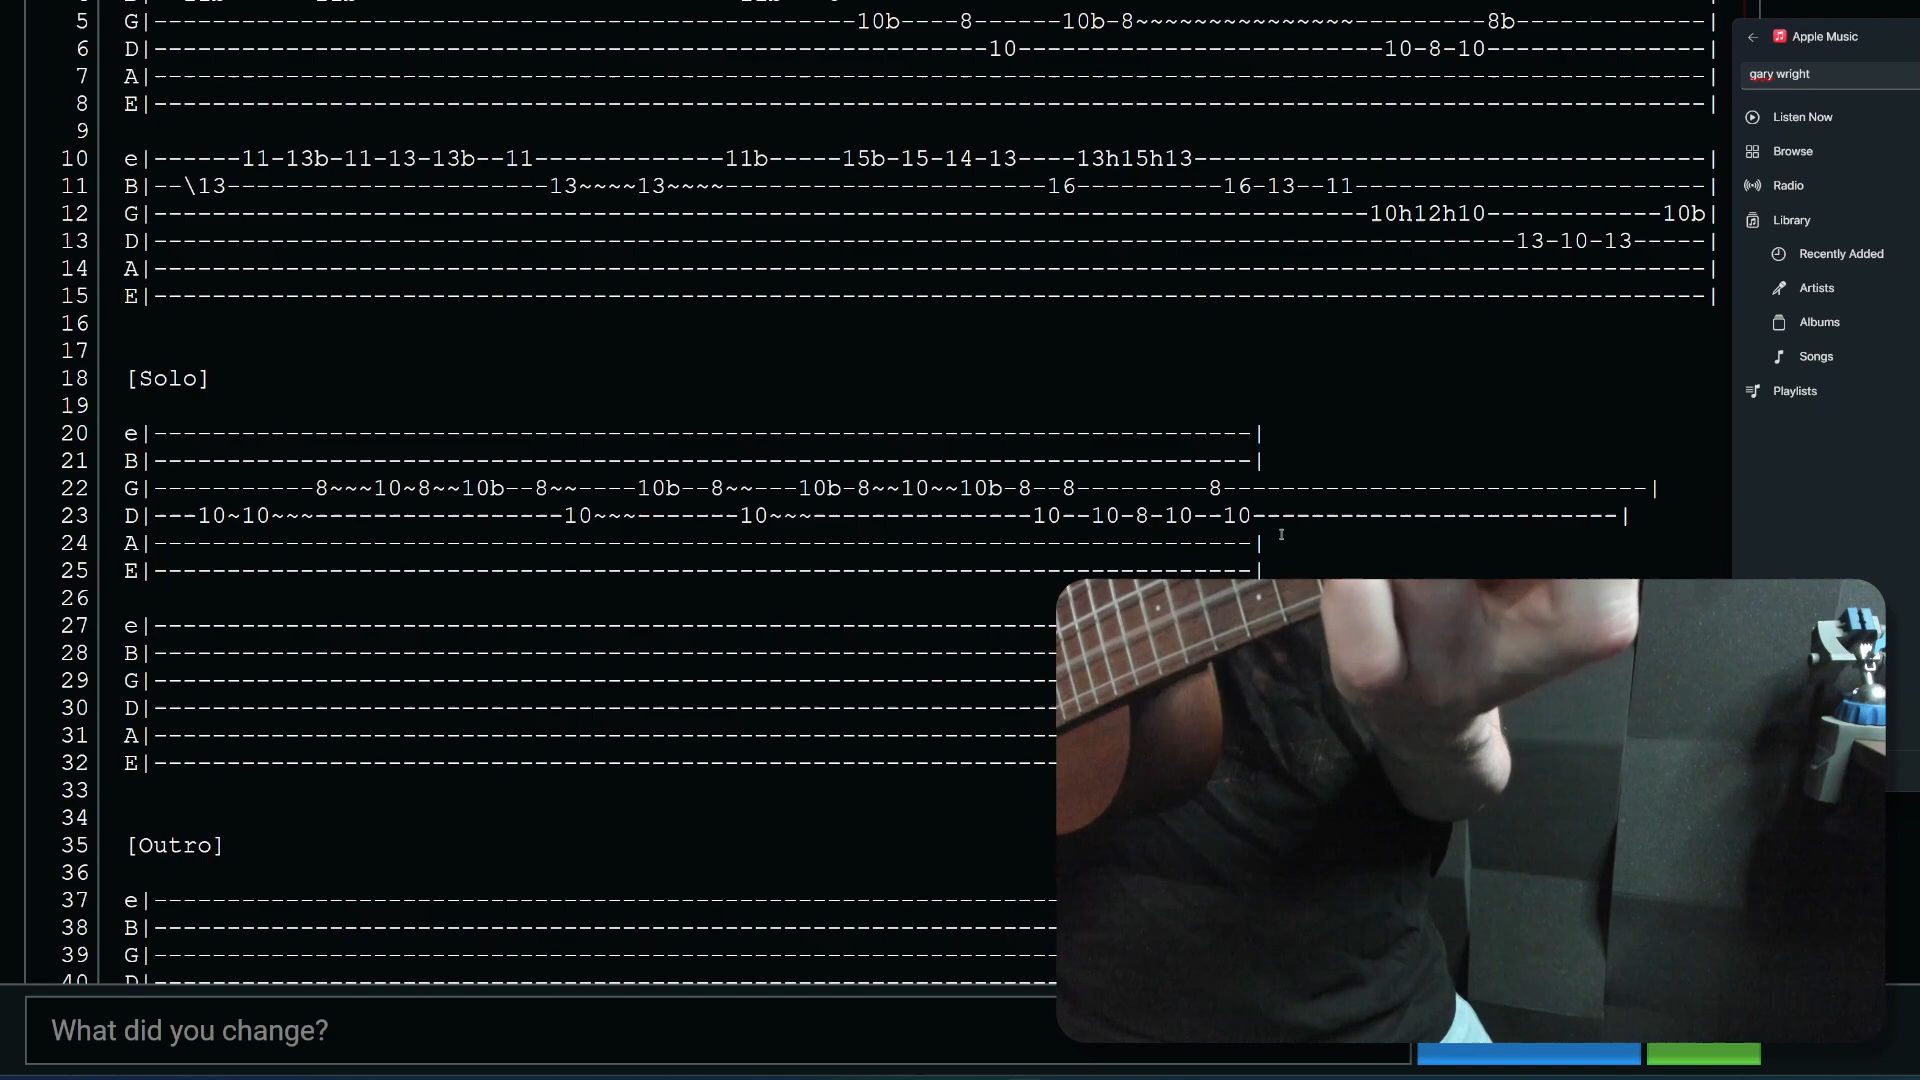 5 G|------------------------------------------------10b----8------10b-8~~~~~~~~~~~~~~~---------8b-------------|
6 D|---------------------------------------------------------10-------------------------10-8-10---------------|
7 A|----------------------------------------------------------------------------------------------------------|
8 E|----------------------------------------------------------------------------------------------------------|
9
10 e|------11-13b-11-13-13b--11-------------11b-----15b-15-14-13----13h15h13-----------------------------------|
11 B|--\13----------------------13~~~~13~~~~----------------------16----------16-13--11------------------------|
12 G|-----------------------------------------------------------------------------------10h12h10------------10b|
13 D|---------------------------------------------------------------------------------------------13-10-13-----|
14 A|----------------------------------------------------------------------------------------------------------|
15 E|----------------------------------------------------------------------------------------------------------|
16
17
18 [Solo]
19
20 e|---------------------------------------------------------------------------|
21 B|---------------------------------------------------------------------------|
22 G|-----------8~~~10~8~~10b--8~~----10b--8~~---10b-8~~10~~10b-8--8---------8-----------------------------|
23 D|---10~10~~~-----------------10~~~-------10~~~---------------10--10-8-10--10-------------------------|
24 A|---------------------------------------------------------------------------|
25 E|---------------------------------------------------------------------------|
26
27 e|--------------------------------------------------------------
28 B|--------------------------------------------------------------
29 G|--------------------------------------------------------------
30 D|--------------------------------------------------------------
31 A|--------------------------------------------------------------
32 E|--------------------------------------------------------------
33
34
35 [Outro]
36
37 e|--------------------------------------------------------------
38 B|--------------------------------------------------------------
39 G|--------------------------------------------------------------
40 D|--------------------------------------------------------------
What did you change?
Apple Music
gary wright
Listen Now
Browse
Radio
Library
Recently Added
Artists
Albums
Songs
Playlists